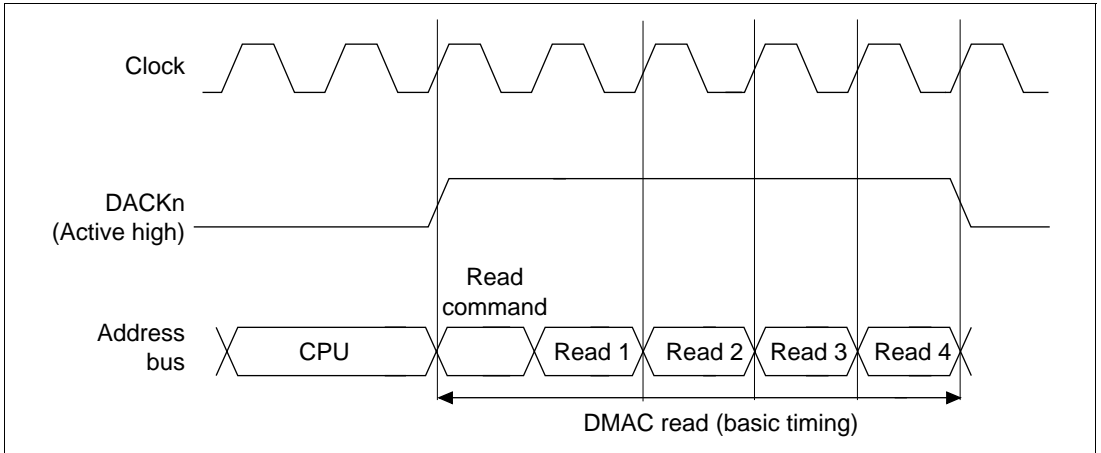 Clock
DACKn
(Active high)
Read
command
Address
bus
CPU
Read 1
Read 2
Read 3
Read 4
DMAC read (basic timing)